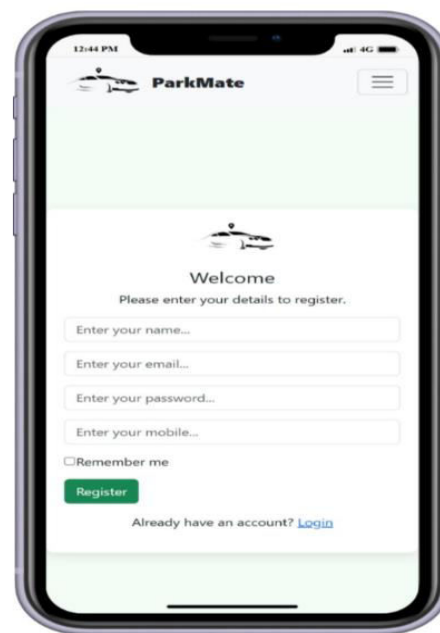 12:44 PM 4G
ParkMate
Welcome
Please enter your details to register.
Enter your name...
Enter your email...
Enter your password...
Enter your mobile...
Remember me
Register
Already have an account? Login